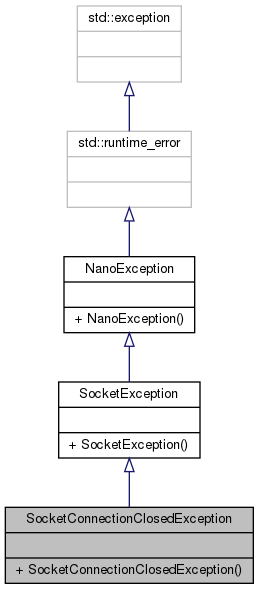 std::exception
std::runtime_error
NanoException
+ NanoException()
SocketException
+ SocketException()
SocketConnectionClosedException
+ SocketConnectionClosedException()